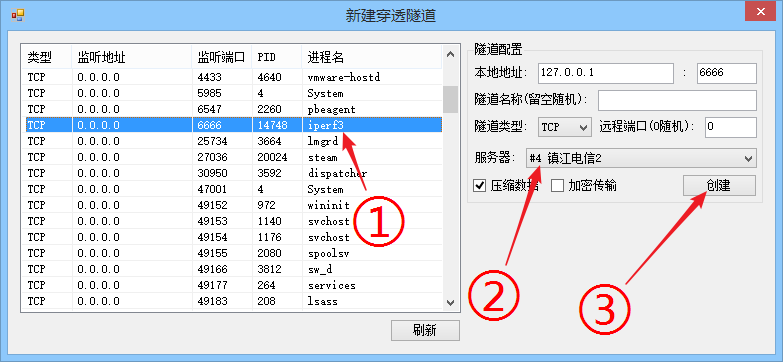 新建穿透隧道
类型 监听地址 监听端口 PID 进程名
TCP 0.0.0.0 4433 4640 vmware-hostd
TCP 0.0.0.0 5985 4 System
TCP 0.0.0.0 6547 2260 pbeagent
TCP 0.0.0.0 6666 14748 iperf3
TCP 0.0.0.0 25734 3664 lmgrd
TCP 0.0.0.0 27036 20024 steam
TCP 0.0.0.0 30950 3592 dispatcher
TCP 0.0.0.0 47001 4 System
TCP 0.0.0.0 49152 972 wininit
TCP 0.0.0.0 49153 1140 svchost
TCP 0.0.0.0 49154 1176 svchost
TCP 0.0.0.0 49155 2080 spoolsv
TCP 0.0.0.0 49166 3812 sw_d
TCP 0.0.0.0 49177 264 services
TCP 0.0.0.0 49183 208 lsass
①
刷新
隧道配置
本地地址: 127.0.0.1 : 6666
隧道名称(留空随机):
隧道类型: TCP 远程端口(0随机): 0
服务器: #4 镇江电信2
压缩数据 加密传输 创建
②
③